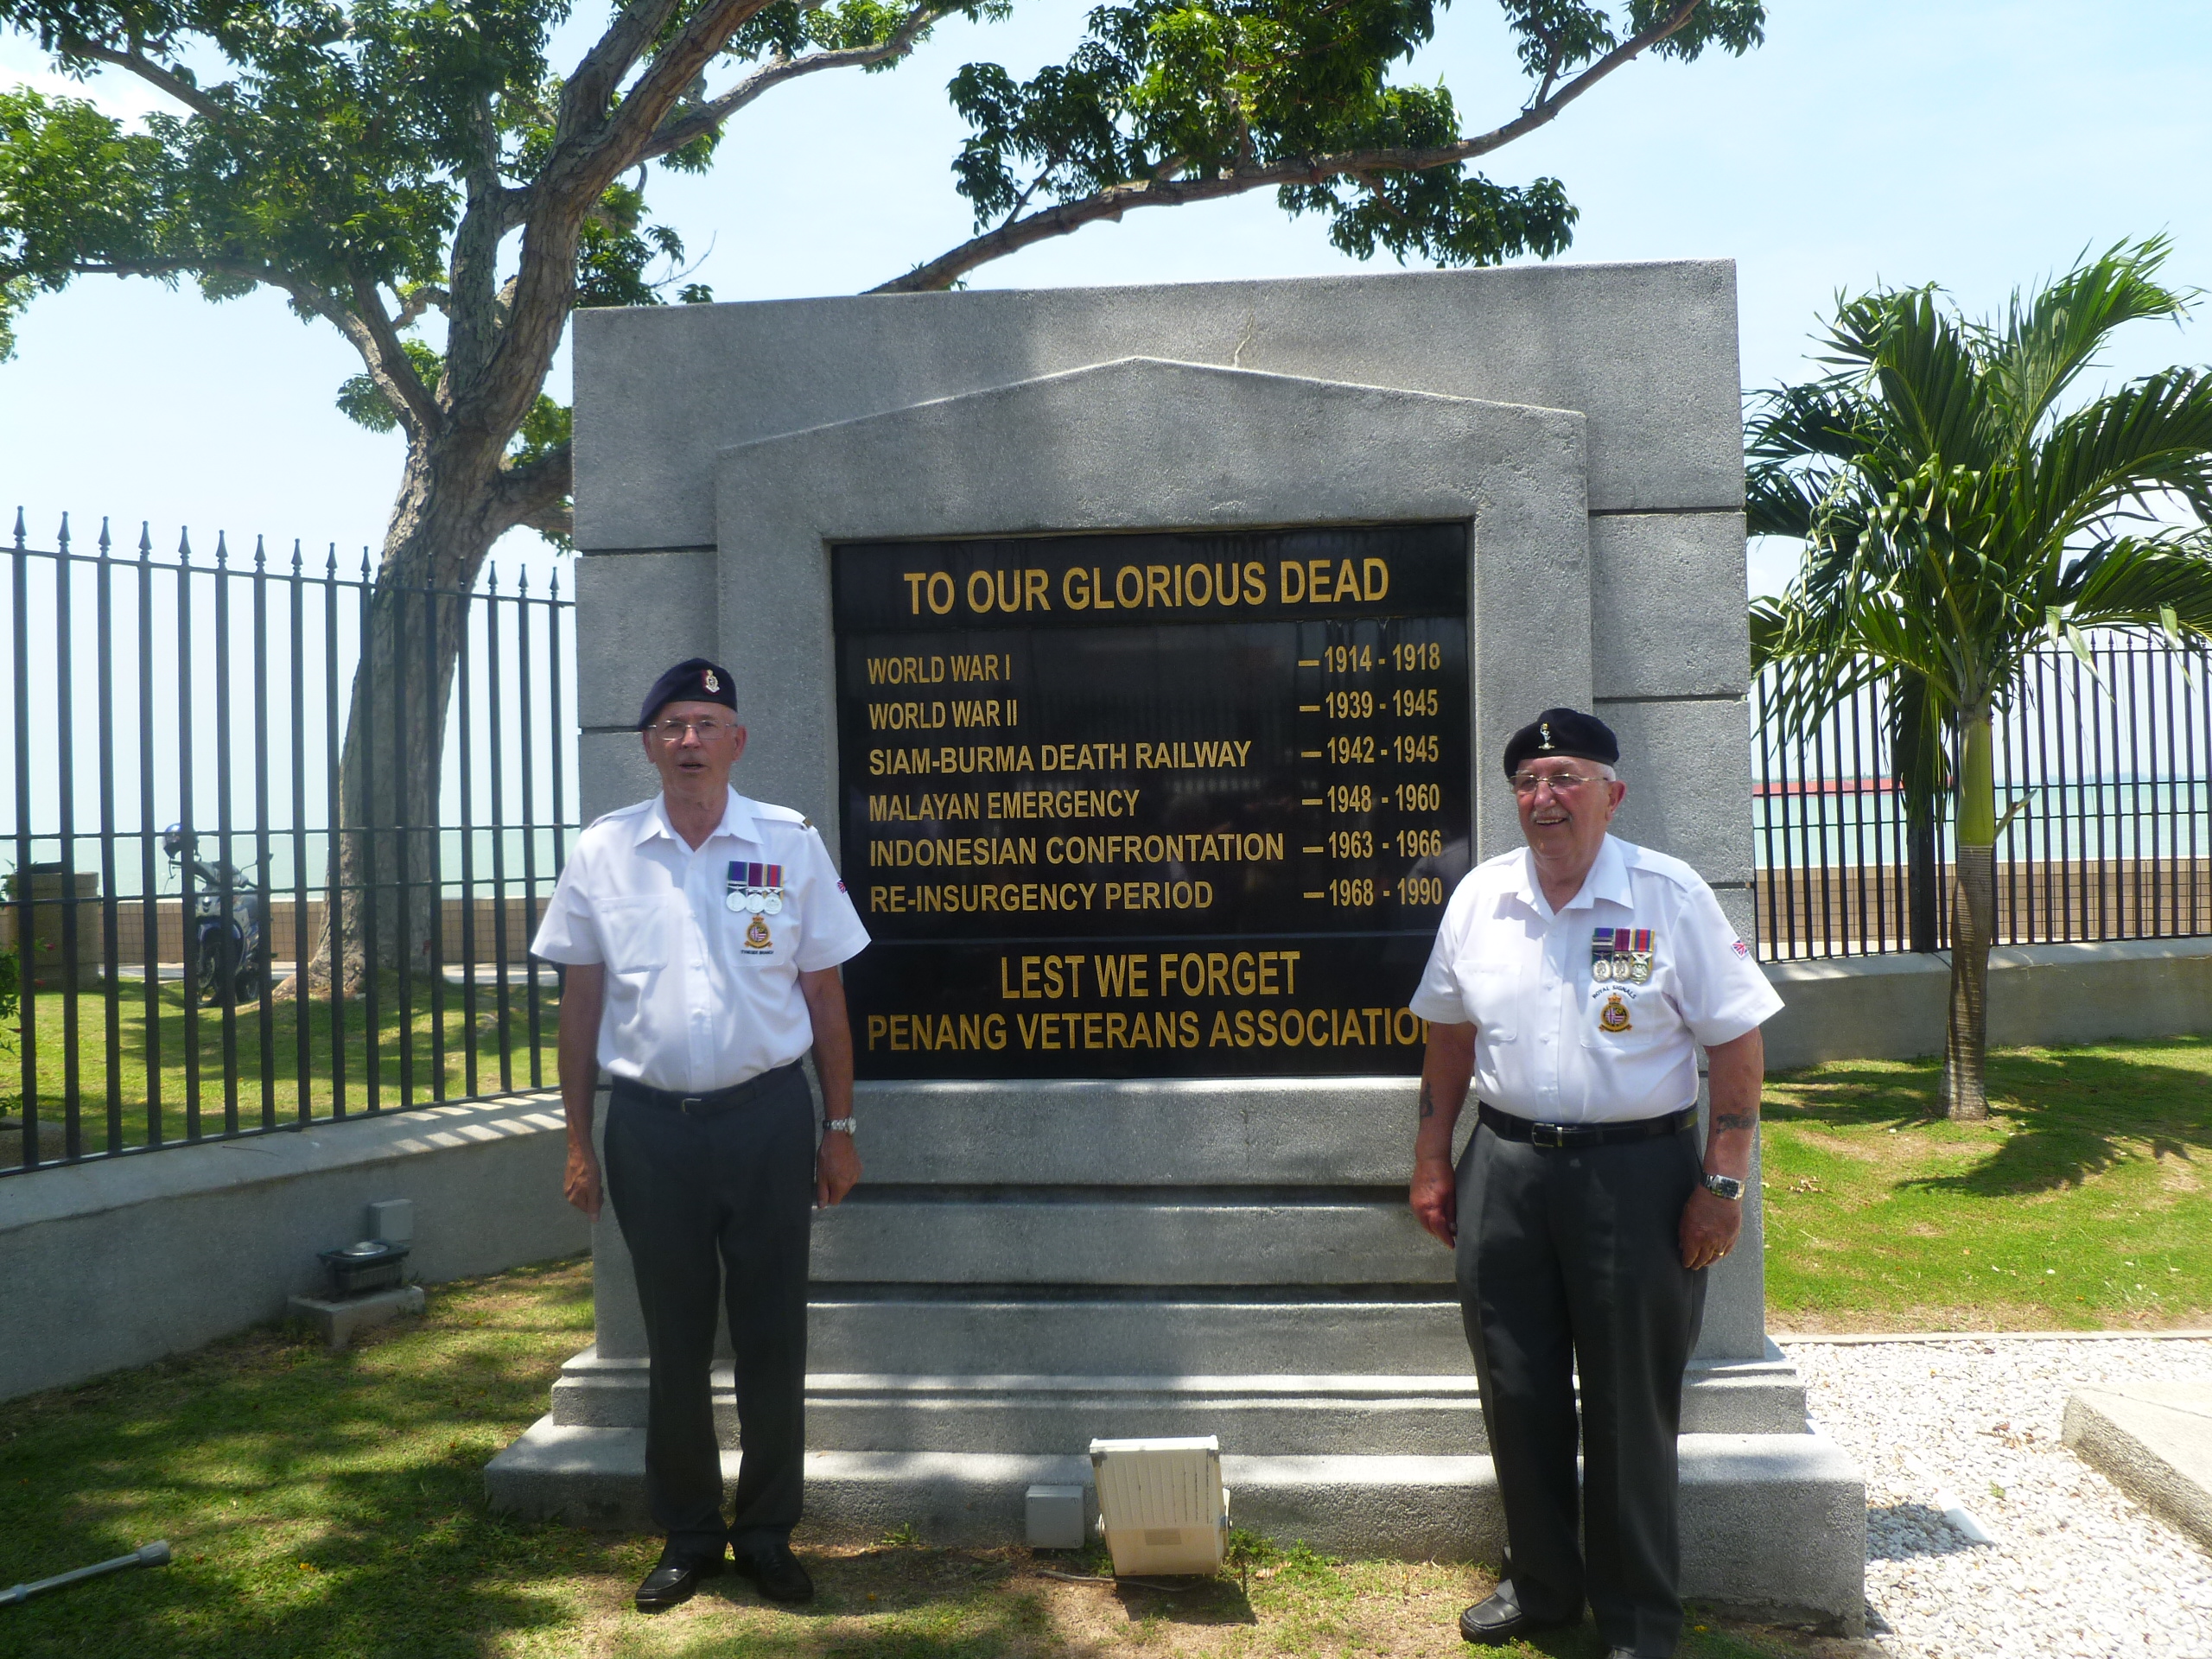 TO OUR GLORIOUS DEAD
WORLD WAR I — 1914 - 1918
WORLD WAR II — 1939 - 1945
SIAM-BURMA DEATH RAILWAY — 1942 - 1945
MALAYAN EMERGENCY — 1948 - 1960
INDONESIAN CONFRONTATION — 1963 - 1966
RE-INSURGENCY PERIOD — 1968 - 1990
LEST WE FORGET
PENANG VETERANS ASSOCIATION
ROYAL SIGNALS